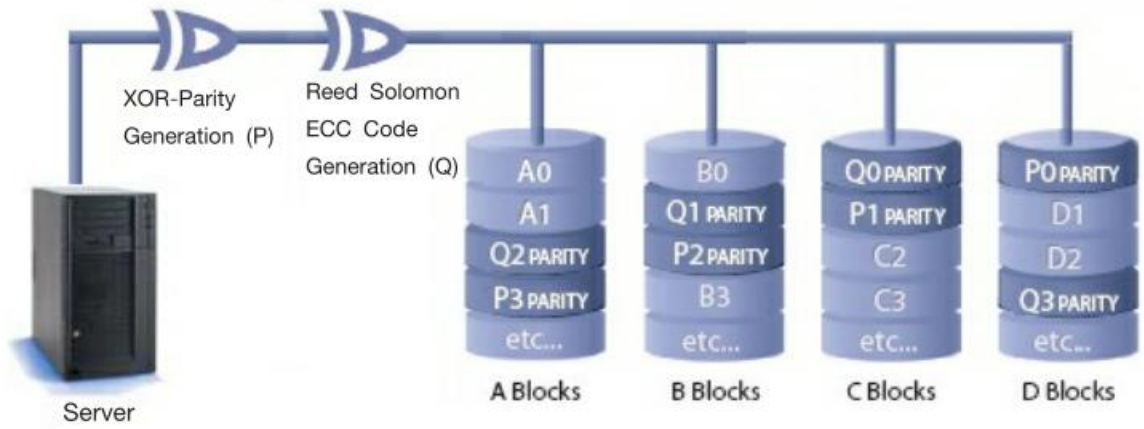 XOR-Parity
Generation (P)
Reed Solomon
ECC Code
Generation (Q)
A0
A1
Q2 PARITY
P3 PARITY
etc...
B0
Q1 PARITY
P2 PARITY
B3
etc...
Q0 PARITY
P1 PARITY
C2
C3
etc...
P0 PARITY
D1
D2
Q3 PARITY
etc...
A Blocks
B Blocks
C Blocks
D Blocks
Server